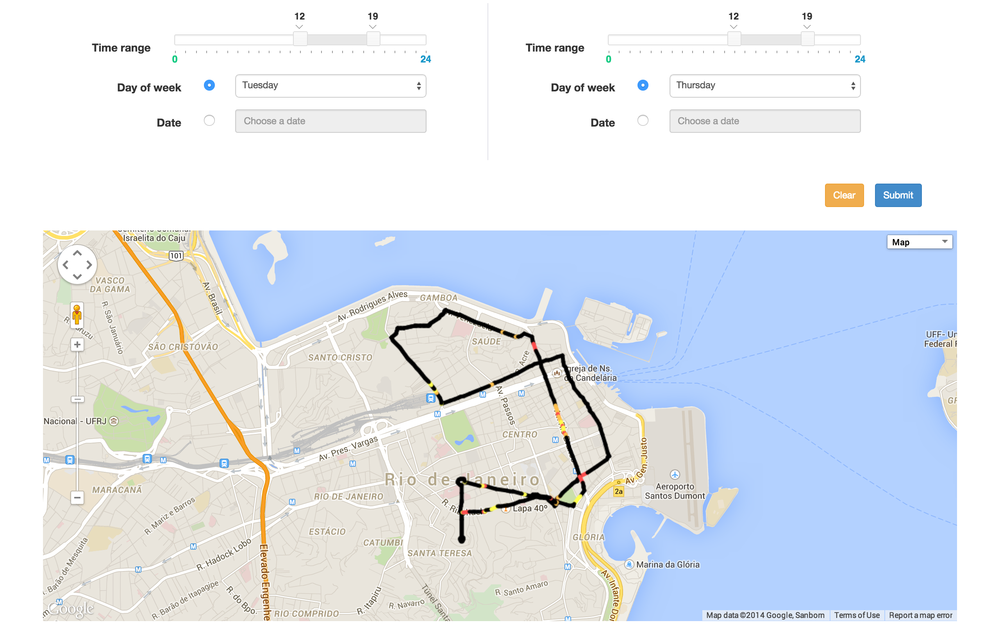 12
19
12
19
Time range
Time range
0
24
0
24
Day of week
Tuesday
Day of week
Thursday
Date
Choose a date
Date
Choose a date
Clear
Submit
Israelita do Caju
Map
101
VASCO
DA GAMA
Av. Brasil
R. São Januário
Av. Rodrigues Alves
GAMBOA
SÃO CRISTÓVÃO
SAÚDE
SANTO CRISTO
Acre
Igreja de Ns.
da Candelária
UFF- Un
Federal F
Av. Passos
Nacional - UFRJ
CENTRO
Av. Pres. Vargas
Av. Gen. Justo
Rio de Janeiro
2a
Aeroporto
Santos Dumont
MARACANÃ
RIO DE JANEIRO
R. Mariz e Barros
Lapa 40º
ESTÁCIO
GLÓRIA
CATUMBI
SANTA TERESA
R. Hadock Lobo
Barão de Mesquita
Elevado Engenhe
Marina da Glória
Av. Infante Do
R. Barão de Itapagipe
R. do Bpo.
R. Itapiru
R. Navarro
Túnel Santa
R Santo Amaro
RIO COMPRIDO
Google
Map data ©2014 Google, Sanborn
Terms of Use
Report a map error